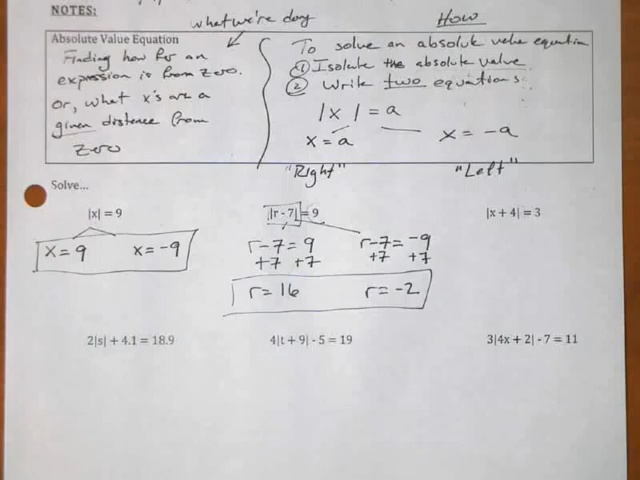 NOTES:
what we're doing
How
Absolute Value Equation
Finding how far an
expression is from zero.
or, what x's are a
given distance from
zero
To solve an absolute value equation
① Isolate the absolute value
② Write two equations:
|x| = a
x = a x = -a
"Right" "Left"
Solve...
|x| = 9 |r - 7| = 9 |x + 4| = 3
x = 9 x = -9
r-7 = 9 r-7 = -9
+7 +7 +7 +7
r = 16 r = -2
2|s| + 4.1 = 18.9 4|t + 9| - 5 = 19 3|4x + 2| - 7 = 11